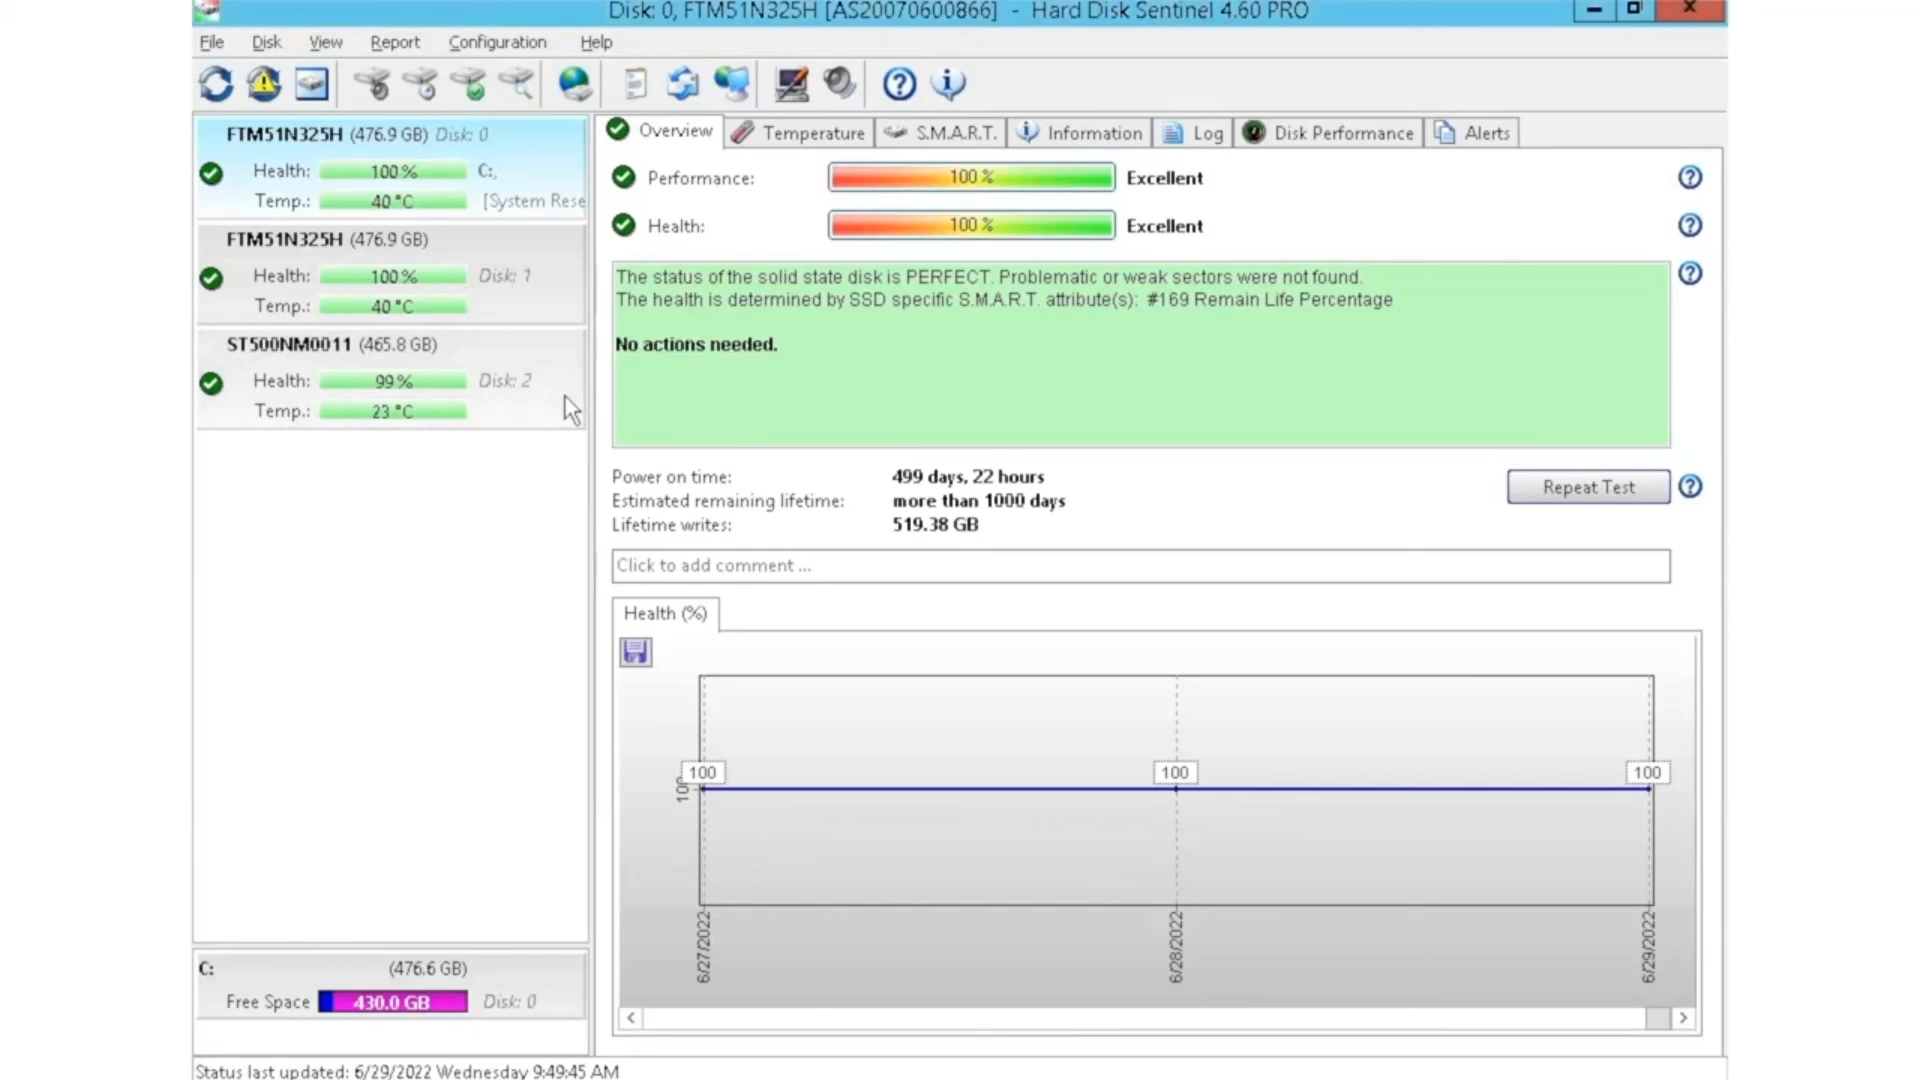 Disk: 0, FTM51N325H [AS20070600866] - Hard Disk Sentinel 4.60 PRO
File Disk View Report Configuration Help
FTM51N325H (476.9 GB) Disk: 0
Health: 100 % C:,
Temp.: 40 °C [System Rese
FTM51N325H (476.9 GB)
Health: 100 % Disk: 1
Temp.: 40 °C
ST500NM0011 (465.8 GB)
Health: 99 % Disk: 2
Temp.: 23 °C
C: (476.6 GB)
Free Space 430.0 GB Disk: 0
Overview Temperature S.M.A.R.T. Information Log Disk Performance Alerts
Performance: 100 % Excellent
Health: 100 % Excellent
The status of the solid state disk is PERFECT. Problematic or weak sectors were not found.
The health is determined by SSD specific S.M.A.R.T. attribute(s): #169 Remain Life Percentage
No actions needed.
Power on time: 499 days, 22 hours
Estimated remaining lifetime: more than 1000 days
Lifetime writes: 519.38 GB
Repeat Test
Click to add comment ...
Health (%)
100 100 100
6/27/2022 6/28/2022 6/29/2022
Status last updated: 6/29/2022 Wednesday 9:49:45 AM